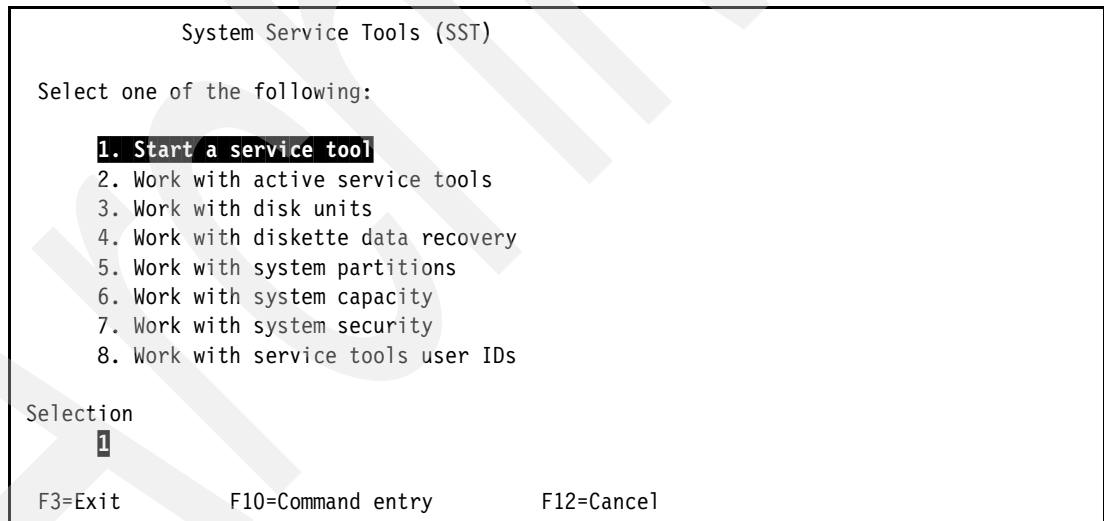 System Service Tools (SST)
Select one of the following:
1. Start a service tool
2. Work with active service tools
3. Work with disk units
4. Work with diskette data recovery
5. Work with system partitions
6. Work with system capacity
7. Work with system security
8. Work with service tools user IDs
Selection
1
F3=Exit F10=Command entry F12=Cancel